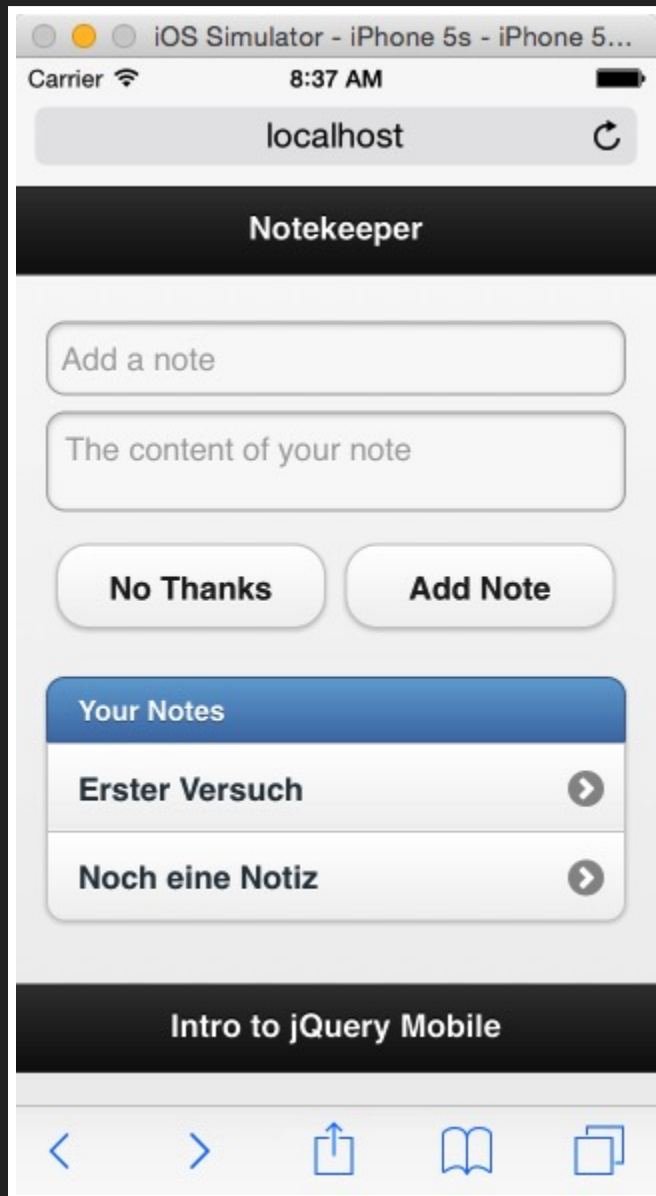 iOS Simulator - iPhone 5s - iPhone 5...
Carrier 8:37 AM
localhost
Notekeeper
Add a note
The content of your note
No Thanks Add Note
Your Notes
Erster Versuch
Noch eine Notiz
Intro to jQuery Mobile